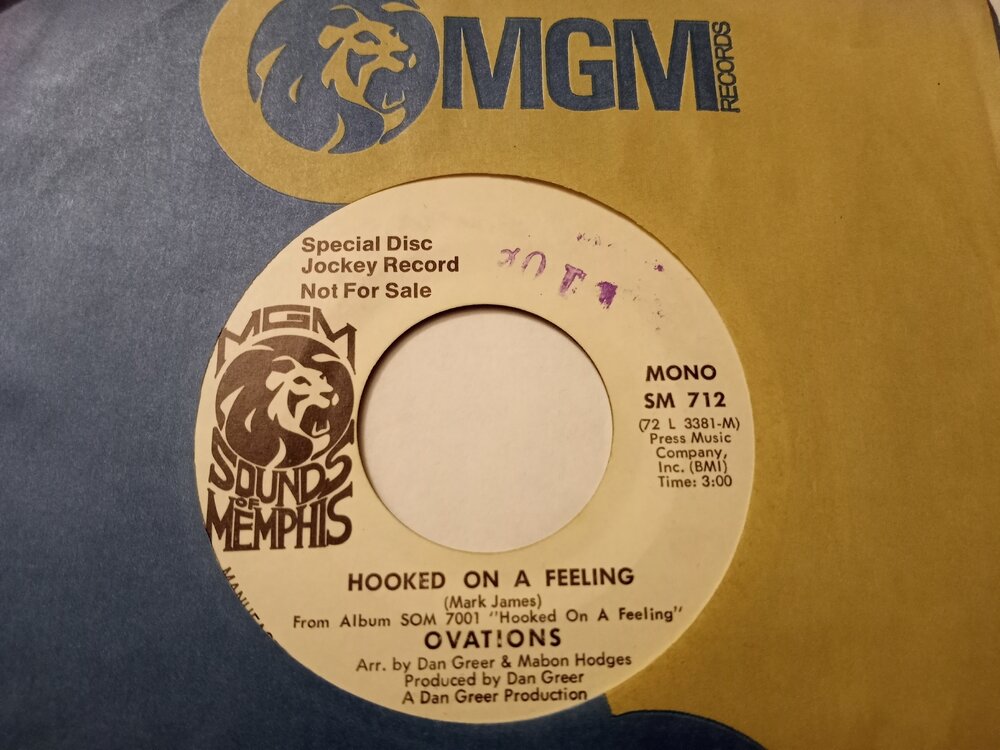 MGM
RECORDS
Special Disc
Jockey Record
Not For Sale
MGM
SOUNDS
OF
MEMPHIS
MONO
SM 712
(72 L 3381-M)
Press Music
Company,
Inc. (BMI)
Time: 3:00
HOOKED ON A FEELING
(Mark James)
From Album SOM 7001 "Hooked On A Feeling"
OVATIONS
Arr. by Dan Greer & Mabon Hodges
Produced by Dan Greer
A Dan Greer Production